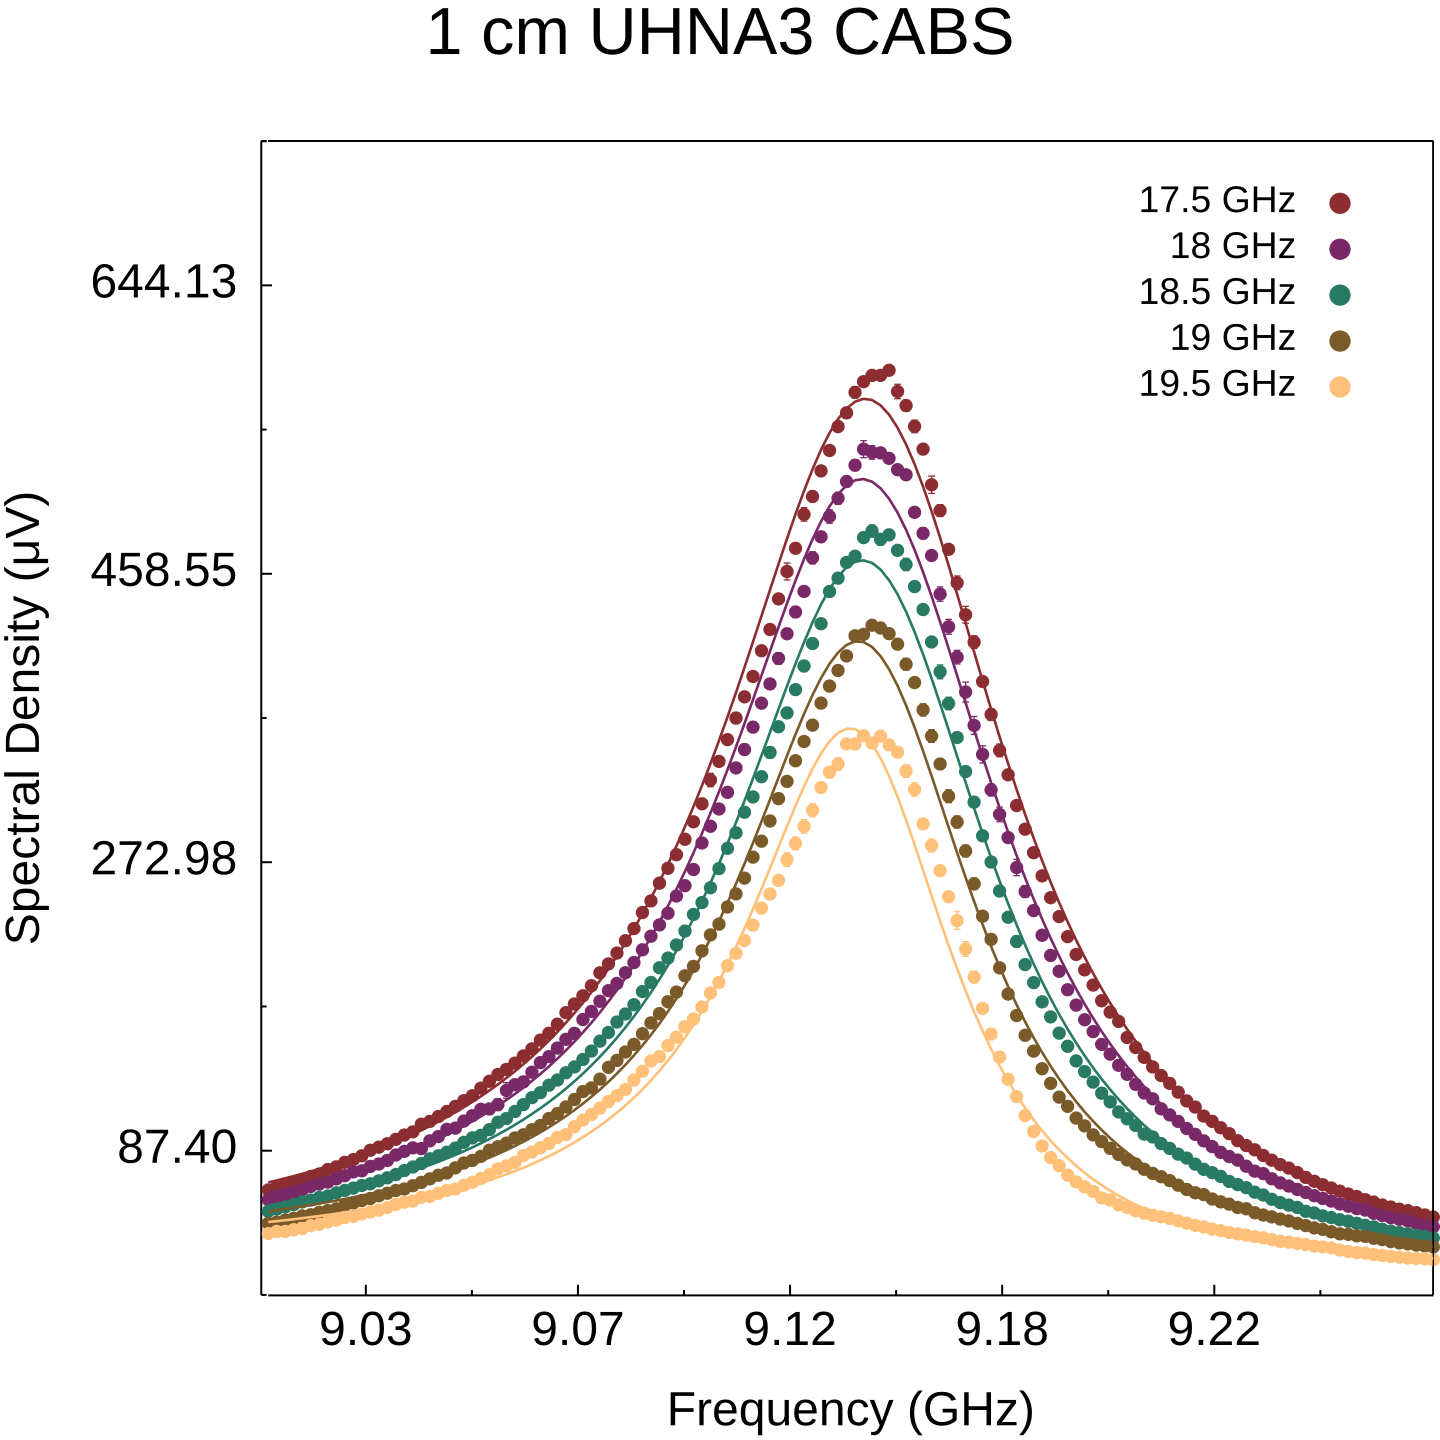 1 cm UHNA3 CABS
17.5 GHz
18 GHz
18.5 GHz
19 GHz
19.5 GHz
Spectral Density (μV)
644.13
458.55
272.98
87.40
9.03 9.07 9.12 9.18 9.22
Frequency (GHz)